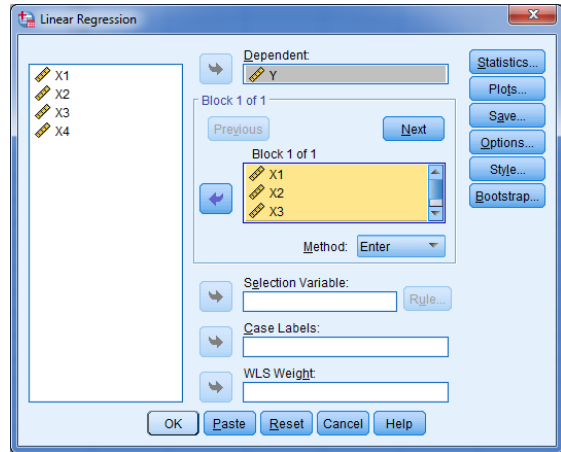 Linear Regression
X1
X2
X3
X4
Dependent:
Y
Block 1 of 1
Previous
Next
Block 1 of 1
X1
X2
X3
Method: Enter
Selection Variable:
Rule...
Case Labels:
WLS Weight:
Statistics...
Plots...
Save...
Options...
Style...
Bootstrap...
OK Paste Reset Cancel Help